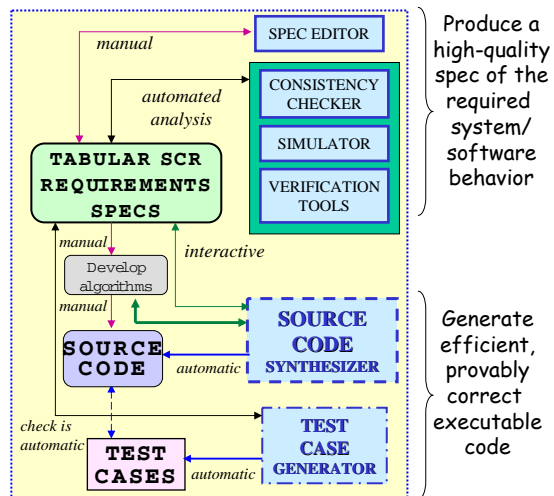 manual
SPEC EDITOR
automated
analysis
CONSISTENCY
CHECKER
SIMULATOR
VERIFICATION
TOOLS
TABULAR SCR
REQUIREMENTS
SPECS
Produce a
high-quality
spec of the
required
system/
software
behavior
manual
interactive
Develop
algorithms
manual
SOURCE
CODE
automatic
SOURCE
CODE
SYNTHESIZER
Generate
efficient,
provably
correct
executable
code
check is
automatic
TEST
CASES
automatic
TEST
CASE
GENERATOR